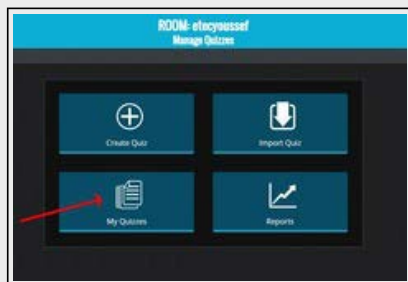 ROOM: etecyoussef
Manage Quizzes
Create Quiz
Import Quiz
My Quizzes
Reports